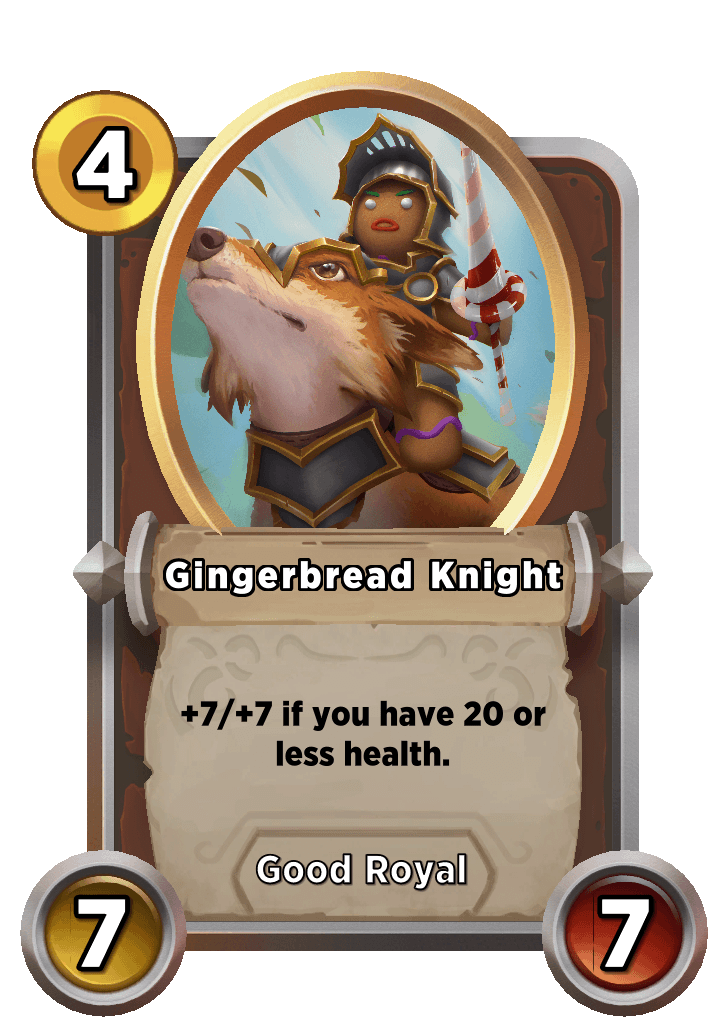 4
Gingerbread Knight
+7/+7 if you have 20 or
less health.
Good Royal
7
7